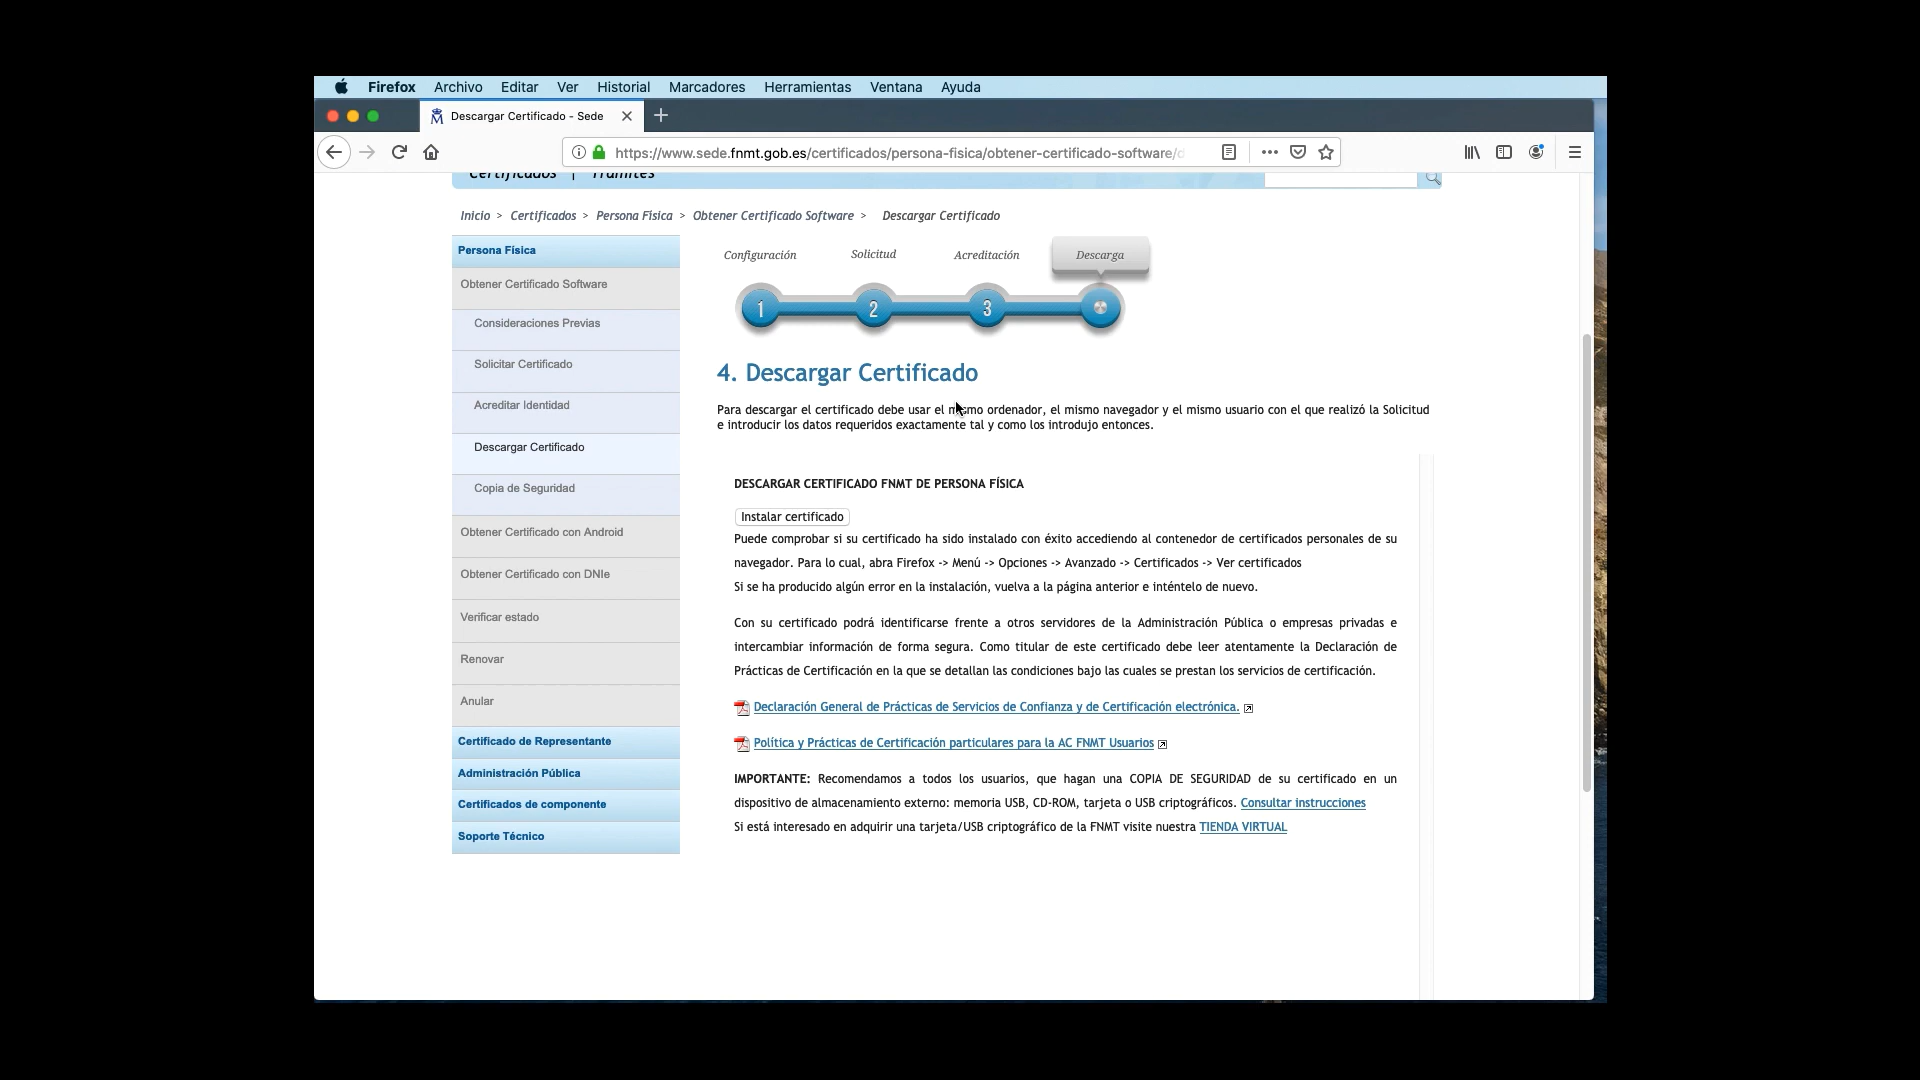 Firefox Archivo Editar Ver Historial Marcadores Herramientas Ventana Ayuda
Descargar Certificado - Sede
https://www.sede.fnmt.gob.es/certificados/persona-fisica/obtener-certificado-software/d
Certificados | Trámites
Inicio > Certificados > Persona Física > Obtener Certificado Software > Descargar Certificado
Persona Física
Obtener Certificado Software
Consideraciones Previas
Solicitar Certificado
Acreditar Identidad
Descargar Certificado
Copia de Seguridad
Obtener Certificado con Android
Obtener Certificado con DNIe
Verificar estado
Renovar
Anular
Certificado de Representante
Administración Pública
Certificados de componente
Soporte Técnico
Configuración Solicitud Acreditación Descarga
1 2 3
4. Descargar Certificado
Para descargar el certificado debe usar el mismo ordenador, el mismo navegador y el mismo usuario con el que realizó la Solicitud
e introducir los datos requeridos exactamente tal y como los introdujo entonces.
DESCARGAR CERTIFICADO FNMT DE PERSONA FÍSICA
Instalar certificado
Puede comprobar si su certificado ha sido instalado con éxito accediendo al contenedor de certificados personales de su
navegador. Para lo cual, abra Firefox -> Menú -> Opciones -> Avanzado -> Certificados -> Ver certificados
Si se ha producido algún error en la instalación, vuelva a la página anterior e inténtelo de nuevo.
Con su certificado podrá identificarse frente a otros servidores de la Administración Pública o empresas privadas e
intercambiar información de forma segura. Como titular de este certificado debe leer atentamente la Declaración de
Prácticas de Certificación en la que se detallan las condiciones bajo las cuales se prestan los servicios de certificación.
Declaración General de Prácticas de Servicios de Confianza y de Certificación electrónica.
Política y Prácticas de Certificación particulares para la AC FNMT Usuarios
IMPORTANTE: Recomendamos a todos los usuarios, que hagan una COPIA DE SEGURIDAD de su certificado en un
dispositivo de almacenamiento externo: memoria USB, CD-ROM, tarjeta o USB criptográficos. Consultar instrucciones
Si está interesado en adquirir una tarjeta/USB criptográfico de la FNMT visite nuestra TIENDA VIRTUAL